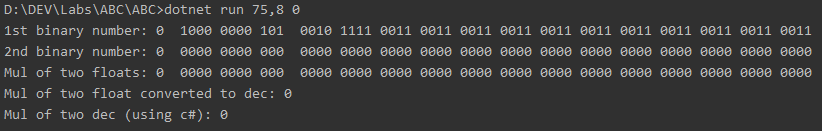 D:\DEV\Labs\ABC\ABC>dotnet run 75,8 0
1st binary number: 0  1000 0000 101  0010 1111 0011 0011 0011 0011 0011 0011 0011 0011 0011 0011 0011
2nd binary number: 0  0000 0000 000  0000 0000 0000 0000 0000 0000 0000 0000 0000 0000 0000 0000 0000
Mul of two floats: 0  0000 0000 000  0000 0000 0000 0000 0000 0000 0000 0000 0000 0000 0000 0000 0000
Mul of two float converted to dec: 0
Mul of two dec (using c#): 0